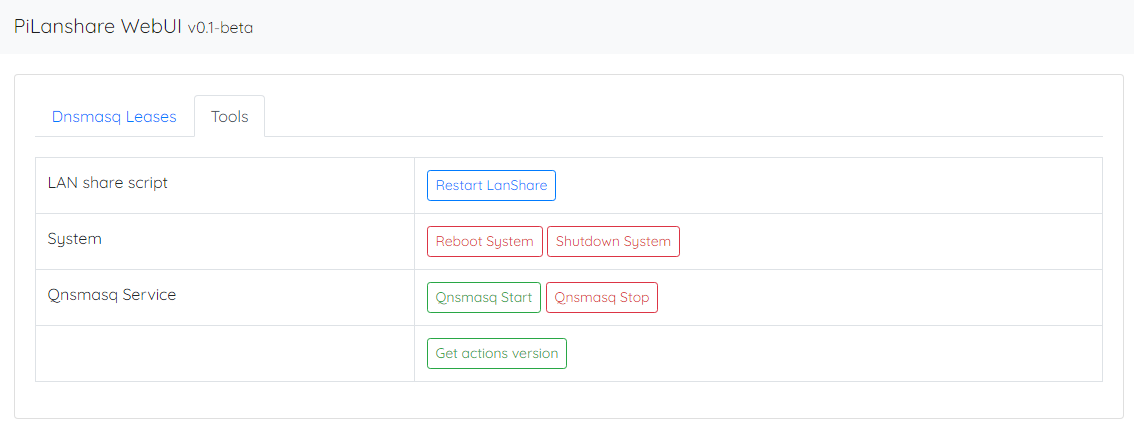 PiLanshare WebUI v0.1-beta
Dnsmasq Leases Tools
LAN share script Restart LanShare
System Reboot System Shutdown System
Qnsmasq Service Qnsmasq Start Qnsmasq Stop
Get actions version